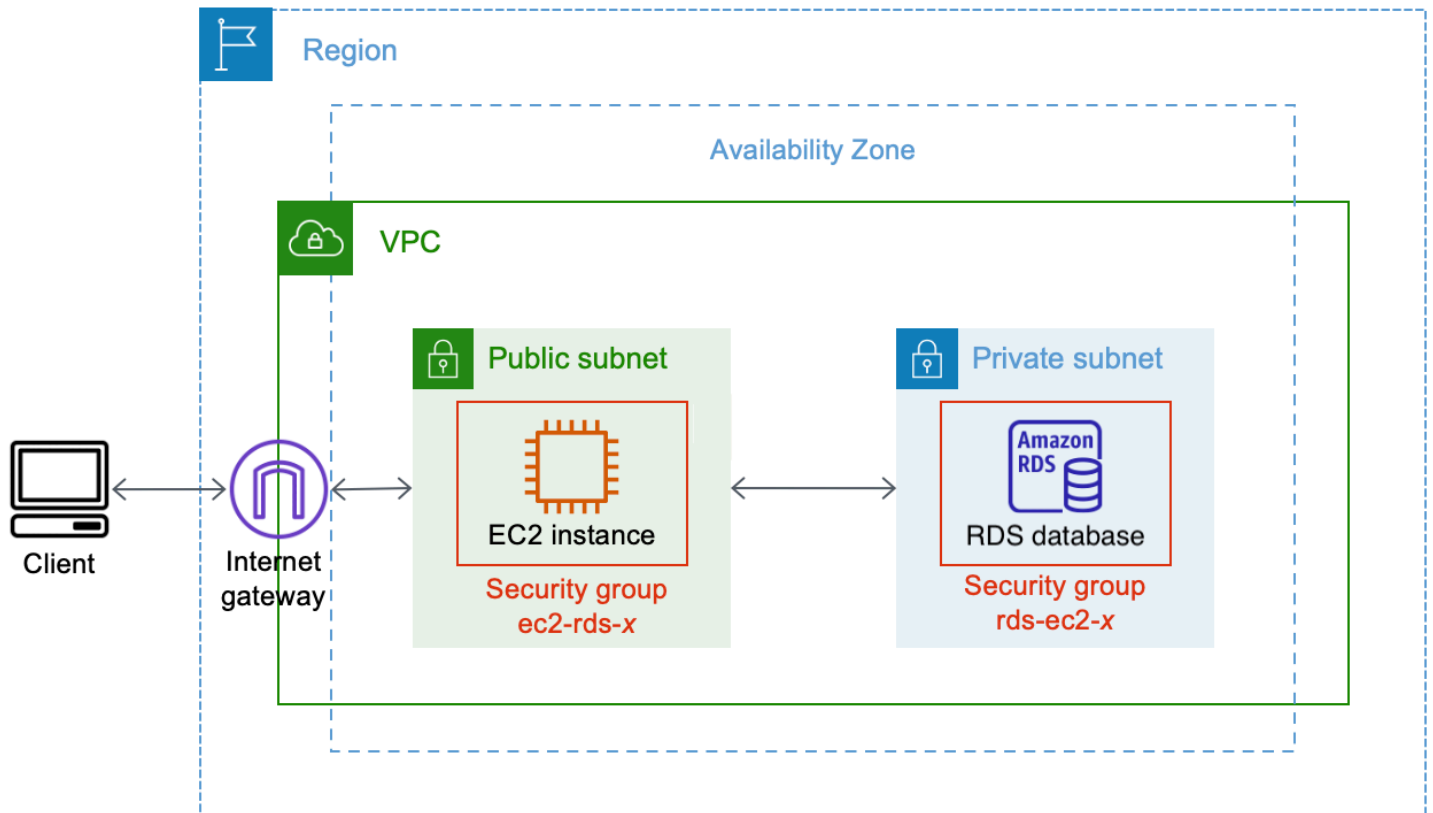 Region
Availability Zone
VPC
Public subnet
Private subnet
Amazon
RDS
EC2 instance
RDS database
Security group
ec2-rds-x
Security group
rds-ec2-x
Client
Internet
gateway